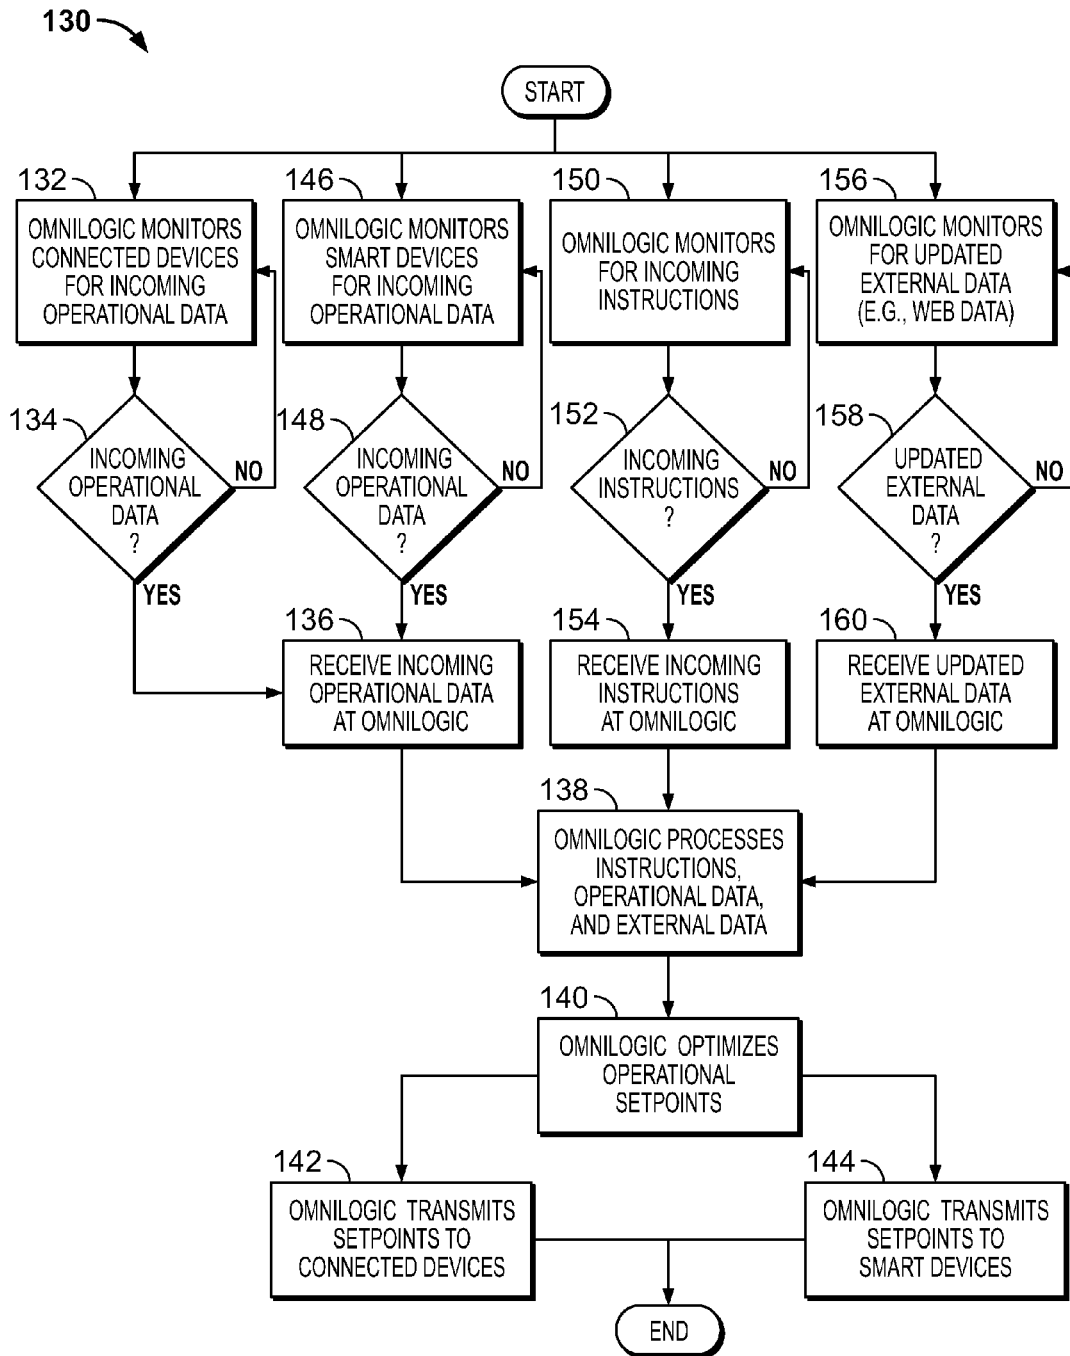 130
START
132
OMNILOGIC MONITORS
CONNECTED DEVICES
FOR INCOMING
OPERATIONAL DATA
146
OMNILOGIC MONITORS
SMART DEVICES
FOR INCOMING
OPERATIONAL DATA
150
OMNILOGIC MONITORS
FOR INCOMING
INSTRUCTIONS
156
OMNILOGIC MONITORS
FOR UPDATED
EXTERNAL DATA
(E.G., WEB DATA)
134
INCOMING
OPERATIONAL
DATA
?
NO
YES
148
INCOMING
OPERATIONAL
DATA
?
NO
YES
152
INCOMING
INSTRUCTIONS
?
NO
YES
158
UPDATED
EXTERNAL
DATA
?
NO
YES
136
RECEIVE INCOMING
OPERATIONAL DATA
AT OMNILOGIC
154
RECEIVE INCOMING
INSTRUCTIONS
AT OMNILOGIC
160
RECEIVE UPDATED
EXTERNAL DATA
AT OMNILOGIC
138
OMNILOGIC PROCESSES
INSTRUCTIONS,
OPERATIONAL DATA,
AND EXTERNAL DATA
140
OMNILOGIC OPTIMIZES
OPERATIONAL
SETPOINTS
142
OMNILOGIC TRANSMITS
SETPOINTS TO
CONNECTED DEVICES
144
OMNILOGIC TRANSMITS
SETPOINTS TO
SMART DEVICES
END